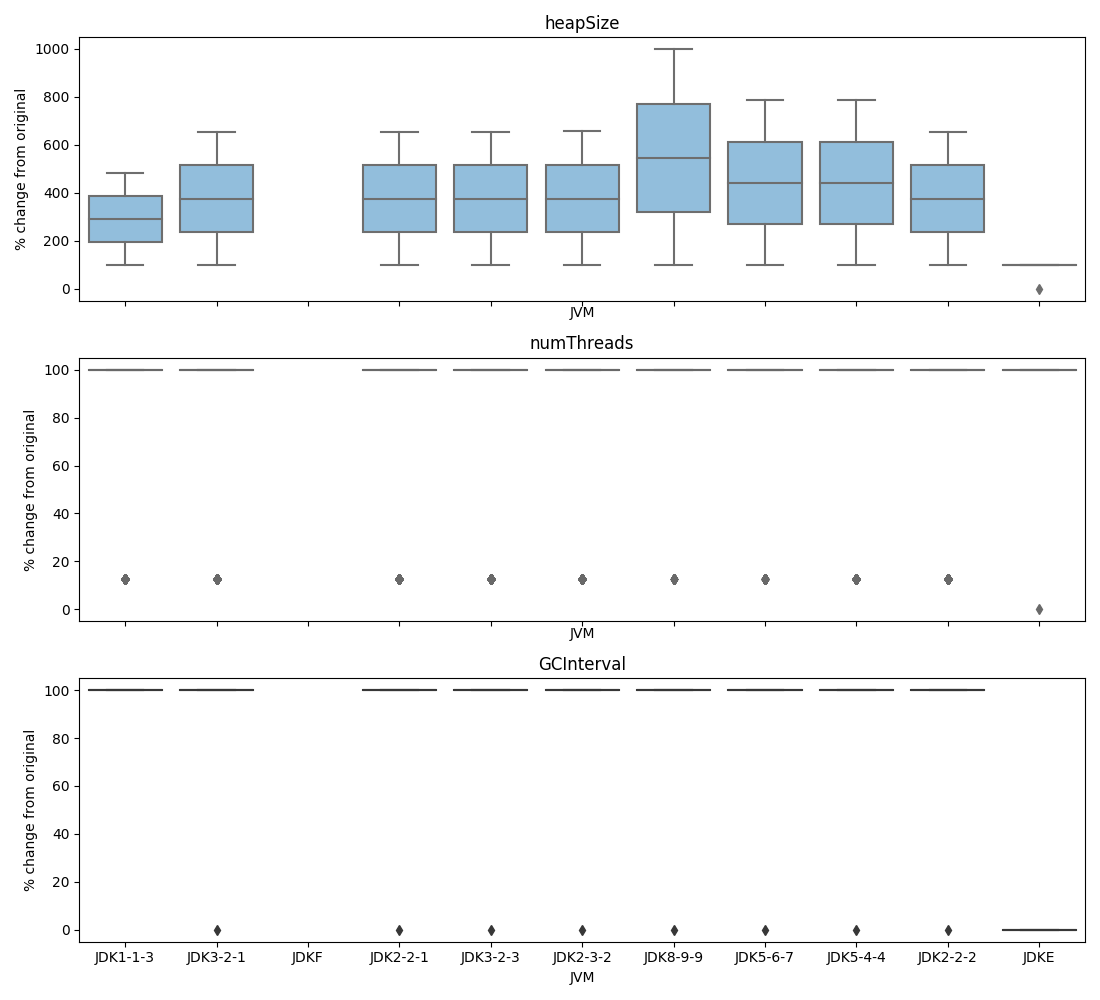 heapSize
1000
800
600
400
200
0
% change from original
JVM
numThreads
100
80
60
40
20
0
% change from original
JVM
GCInterval
100
80
60
40
20
0
% change from original
JDK1-1-3 JDK3-2-1 JDKF JDK2-2-1 JDK3-2-3 JDK2-3-2 JDK8-9-9 JDK5-6-7 JDK5-4-4 JDK2-2-2 JDKE
JVM